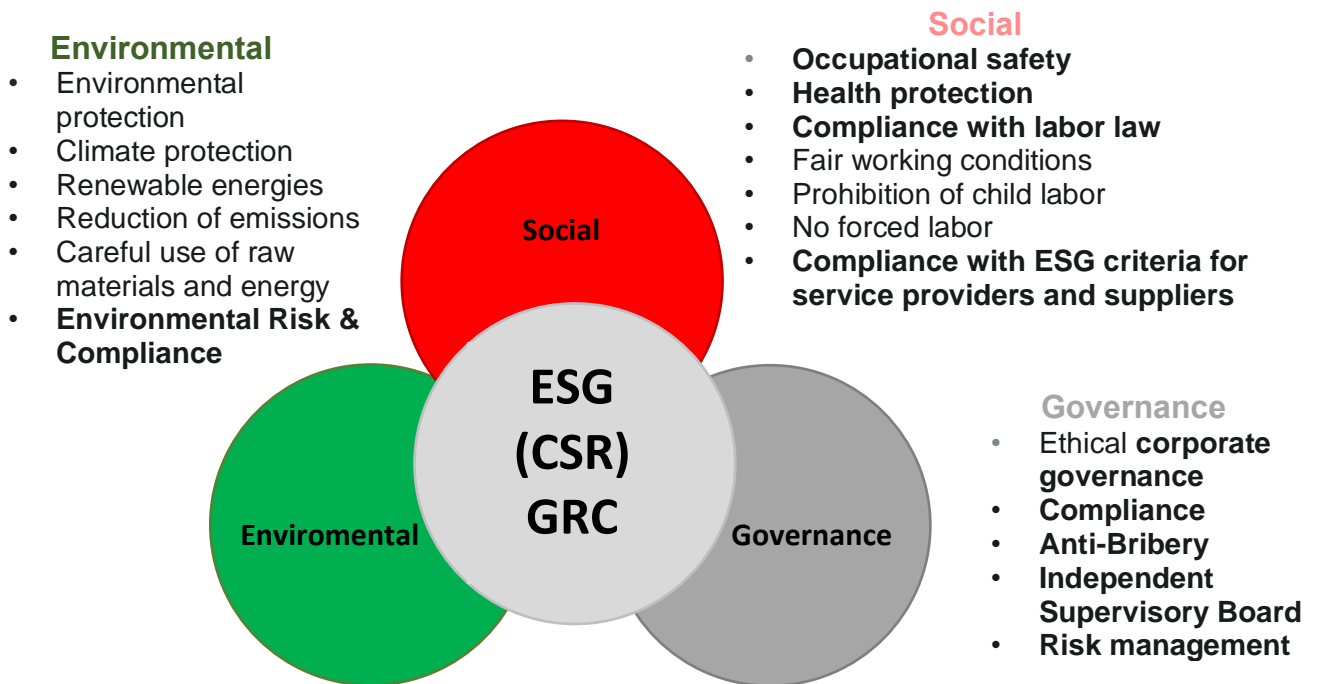 Environmental
• Environmental
protection
• Climate protection
• Renewable energies
• Reduction of emissions
• Careful use of raw
materials and energy
• Environmental Risk &
Compliance
Social
• Occupational safety
• Health protection
• Compliance with labor law
• Fair working conditions
• Prohibition of child labor
• No forced labor
• Compliance with ESG criteria for
service providers and suppliers
Social
ESG
(CSR)
GRC
Enviromental
Governance
Governance
• Ethical corporate
governance
• Compliance
• Anti-Bribery
• Independent
Supervisory Board
• Risk management